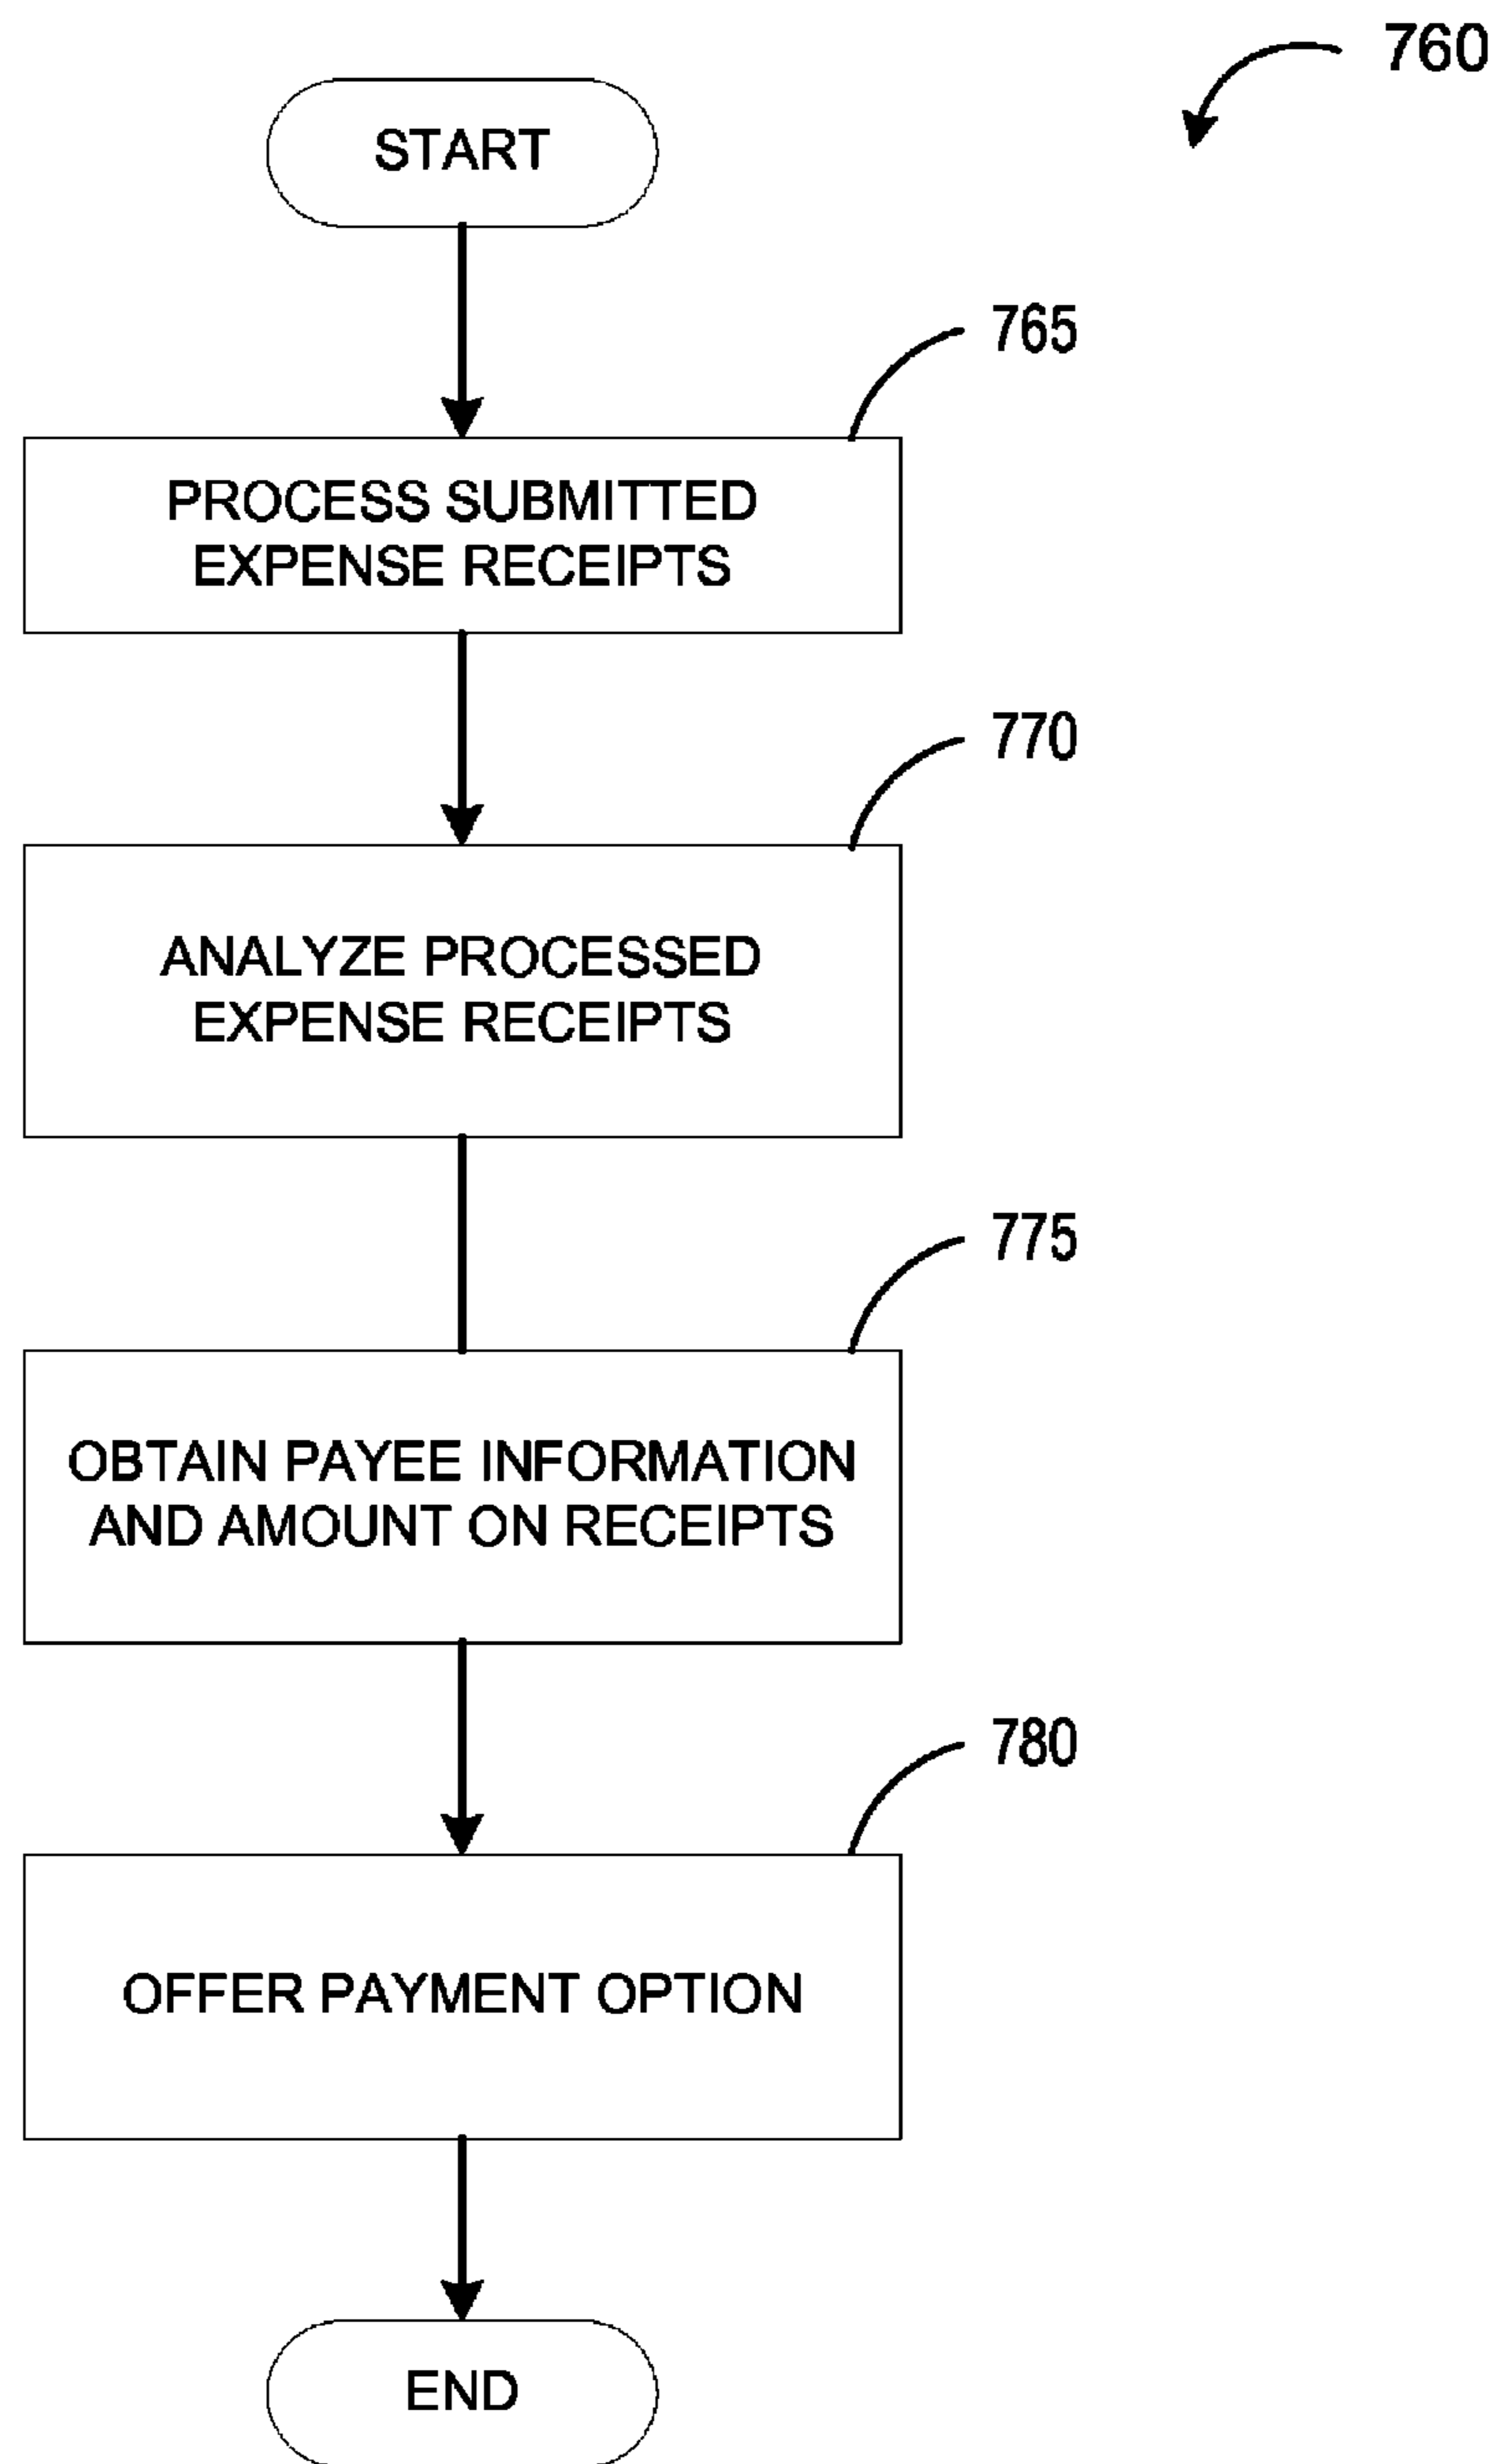 760
START
765
PROCESS SUBMITTED
EXPENSE RECEIPTS
770
ANALYZE PROCESSED
EXPENSE RECEIPTS
775
OBTAIN PAYEE INFORMATION
AND AMOUNT ON RECEIPTS
780
OFFER PAYMENT OPTION
END